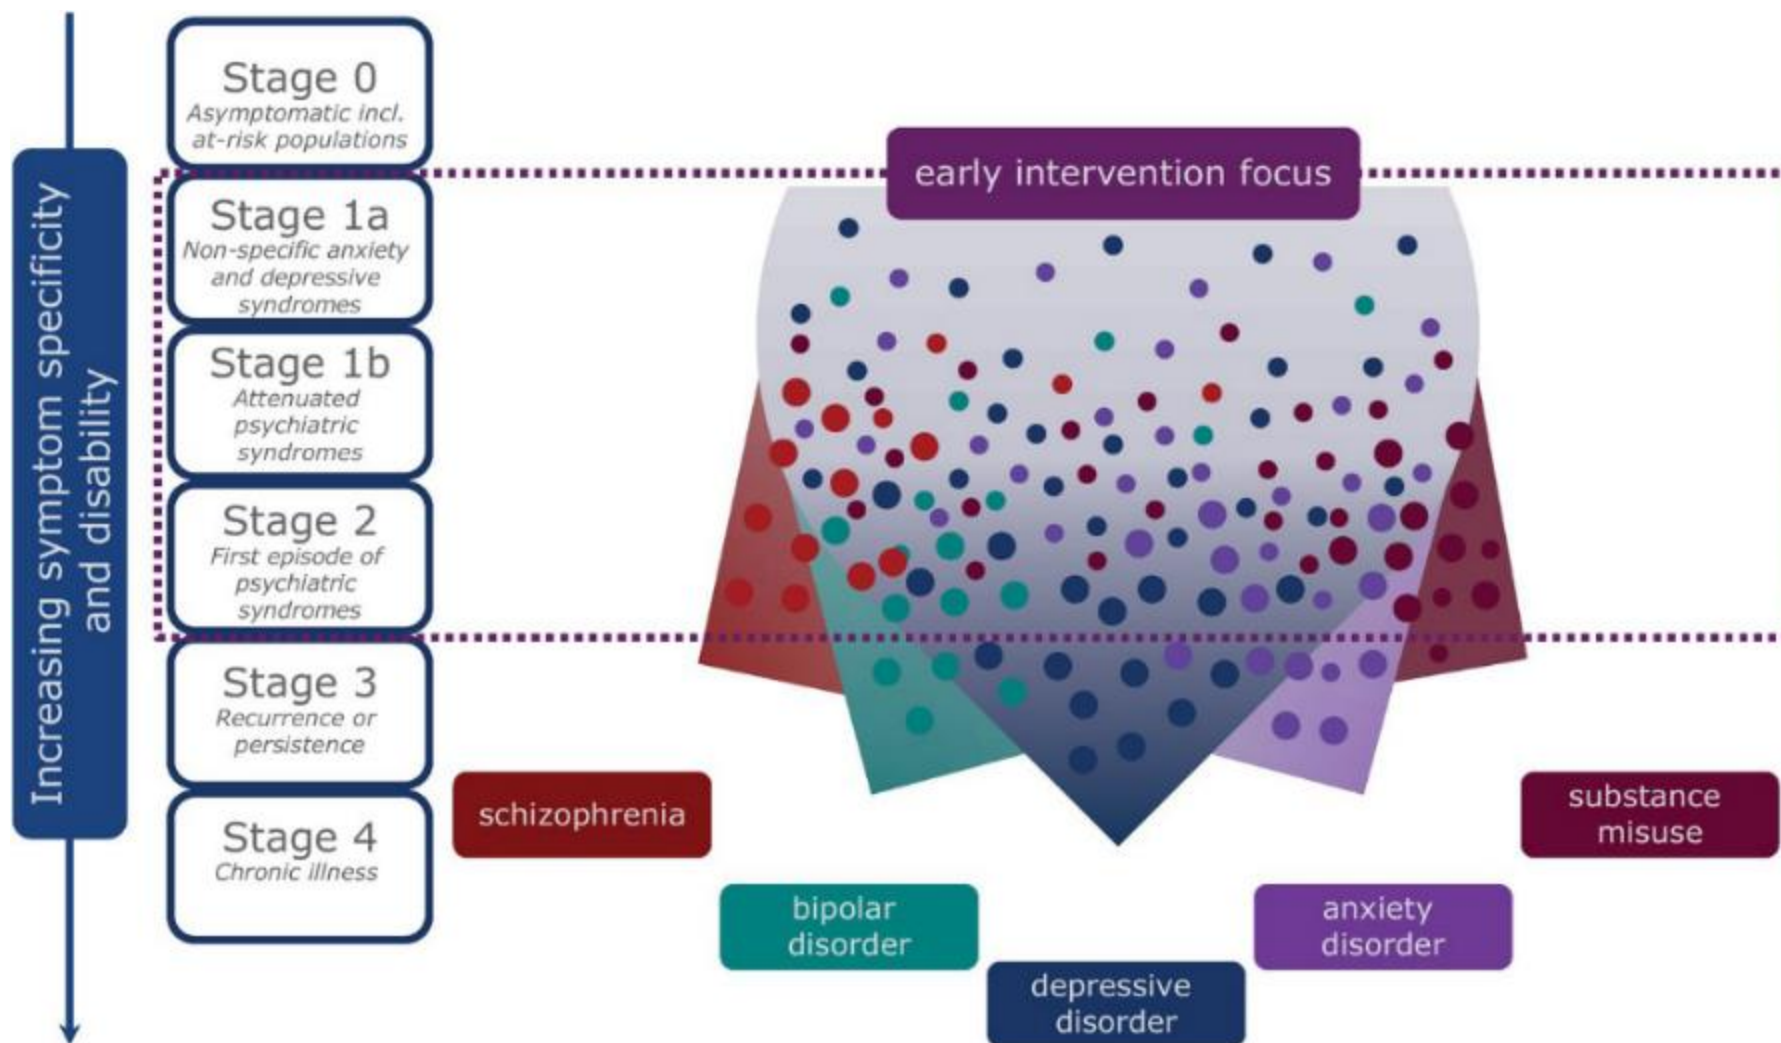 Increasing symptom specificity
and disability
Stage 0
Asymptomatic incl.
at-risk populations
Stage 1a
Non-specific anxiety
and depressive
syndromes
Stage 1b
Attenuated
psychiatric
syndromes
Stage 2
First episode of
psychiatric
syndromes
Stage 3
Recurrence or
persistence
Stage 4
Chronic illness
early intervention focus
schizophrenia
bipolar
disorder
depressive
disorder
anxiety
disorder
substance
misuse